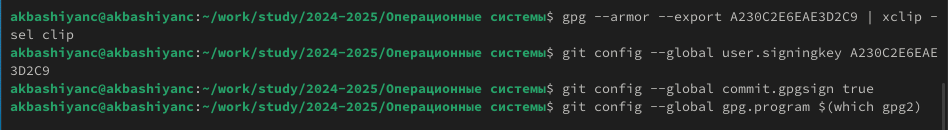 akbashiyanc@akbashiyanc:~/work/study/2024-2025/Операционные системы$ gpg --armor --export A230C2E6EAE3D2C9 | xclip -
sel clip
akbashiyanc@akbashiyanc:~/work/study/2024-2025/Операционные системы$ git config --global user.signingkey A230C2E6EAE
3D2C9
akbashiyanc@akbashiyanc:~/work/study/2024-2025/Операционные системы$ git config --global commit.gpgsign true
akbashiyanc@akbashiyanc:~/work/study/2024-2025/Операционные системы$ git config --global gpg.program $(which gpg2)